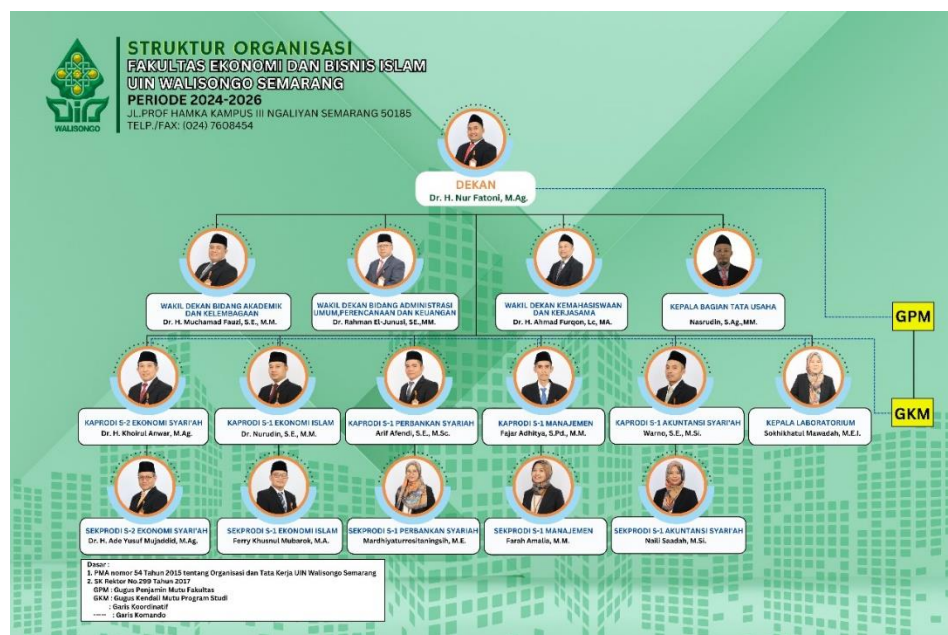 STRUKTUR ORGANISASI
FAKULTAS EKONOMI DAN BISNIS ISLAM
UIN WALISONGO SEMARANG
PERIODE 2024-2026
JL.PROF HAMKA KAMPUS III NGALIYAN SEMARANG 50185
TELP./FAX: (024) 7608454
WALISONGO
DEKAN
Dr. H. Nur Fatoni, M.Ag.
WAKIL DEKAN BIDANG AKADEMIK
DAN KELEMBAGAAN
Dr. H. Muchamad Fauzi, S.E., M.M.
WAKIL DEKAN BIDANG ADMINISTRASI
UMUM,PERENCANAAN DAN KEUANGAN
Dr. Rahman El-Junusi, SE.,MM.
WAKIL DEKAN KEMAHASISWAAN
DAN KERJASAMA
Dr. H. Ahmad Furqon, Lc, MA.
KEPALA BAGIAN TATA USAHA
Nasrudin, S.Ag.,MM.
GPM
KAPRODI S-2 EKONOMI SYARI'AH
Dr. H. Khoirul Anwar, M.Ag.
KAPRODI S-1 EKONOMI ISLAM
Dr. Nurudin, S.E., M.M.
KAPRODI S-1 PERBANKAN SYARIAH
Arif Afendi, S.E., M.Sc.
KAPRODI S-1 MANAJEMEN
Fajar Adhitya, S.Pd., M.M.
KAPRODI S-1 AKUNTANSI SYARI'AH
Warno, S.E., M.Si.
KEPALA LABORATORIUM
Sokhikhatul Mawadah, M.E.I.
GKM
SEKPRODI S-2 EKONOMI SYARI'AH
Dr. H. Ade Yusuf Mujaddid, M.Ag.
SEKPRODI S-1 EKONOMI ISLAM
Ferry Khusnul Mubarok, M.A.
SEKPRODI S-1 PERBANKAN SYARIAH
Mardhiyaturrositaningsih, M.E.
SEKPRODI S-1 MANAJEMEN
Farah Amalia, M.M.
SEKPRODI S-1 AKUNTANSI SYARI'AH
Naili Saadah, M.Si.
Dasar :
1. PMA nomor 54 Tahun 2015 tentang Organisasi dan Tata Kerja UIN Walisongo Semarang
2. SK Rektor No.299 Tahun 2017
GPM : Gugus Penjamin Mutu Fakultas
GKM : Gugus Kendali Mutu Program Studi
: Garis Koordinatif
----- : Garis Komando